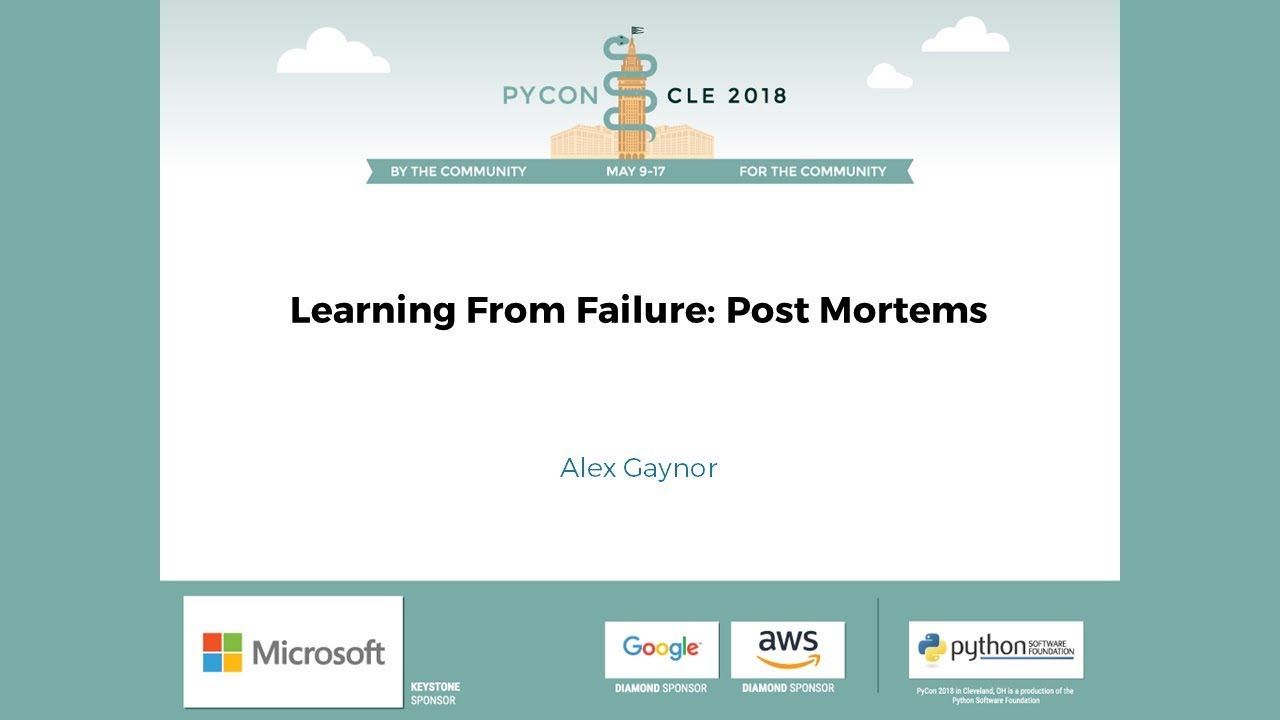 PYCON CLE 2018
BY THE COMMUNITY MAY 9-17 FOR THE COMMUNITY
Learning From Failure: Post Mortems
Alex Gaynor
Microsoft
KEYSTONE
SPONSOR
Google
DIAMOND SPONSOR
aws
DIAMOND SPONSOR
python SOFTWARE
FOUNDATION
PyCon 2018 in Cleveland, OH is a production of the
Python Software Foundation